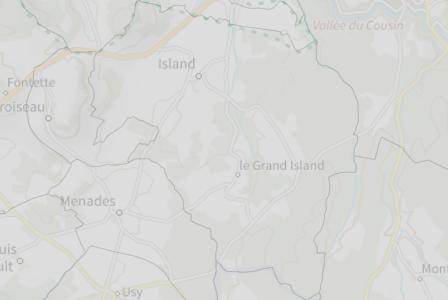 Vallée du Cousin
Island
Fontette
roiseau
le Grand Island
Menades
uis
ult
Usy
Mont